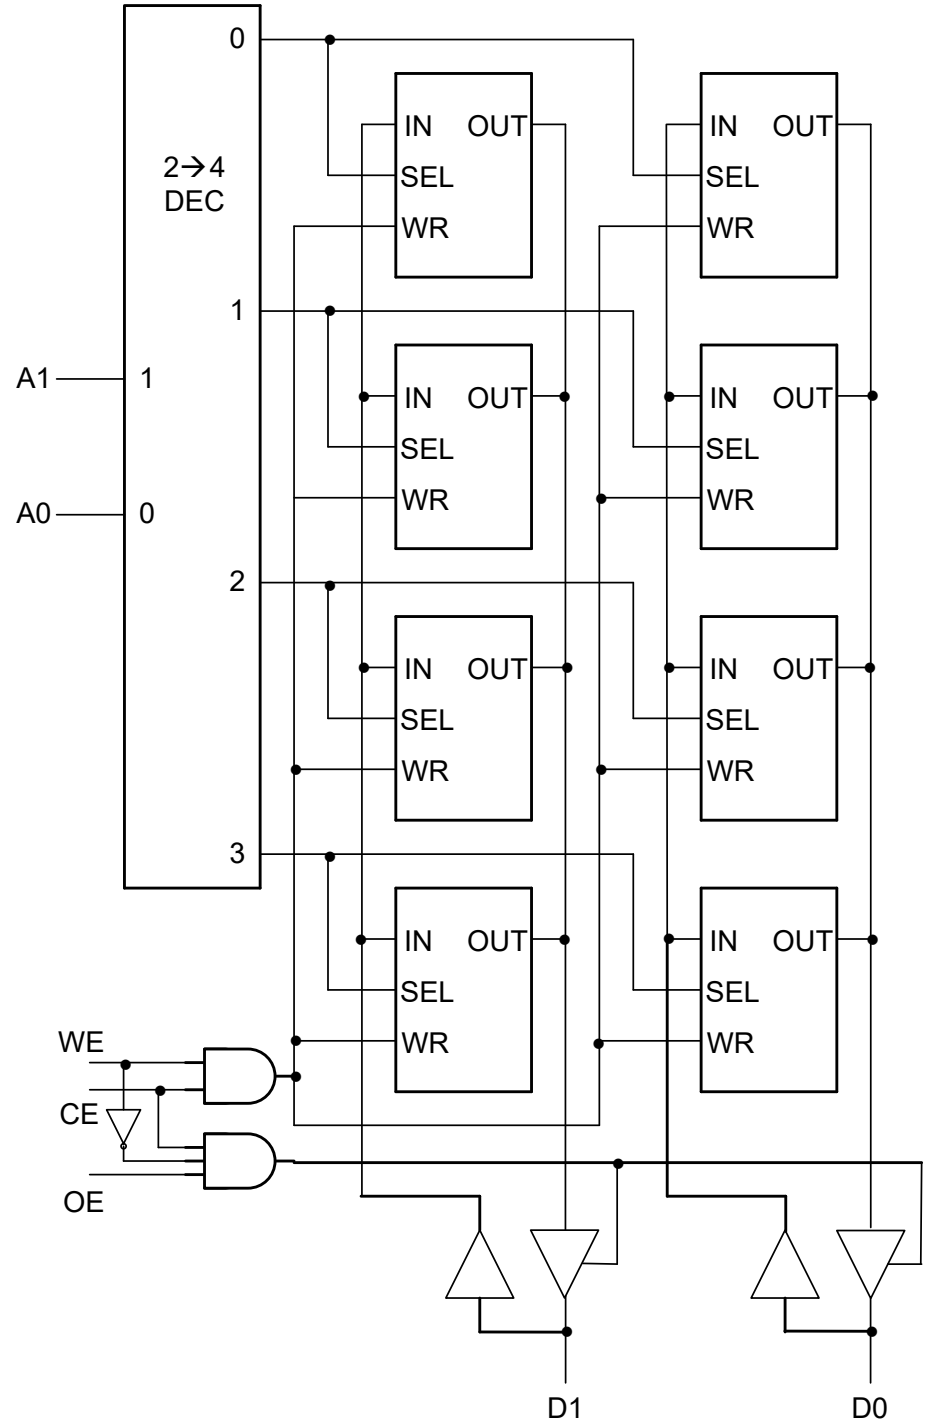 0
2→4
DEC
IN OUT
SEL
WR
IN OUT
SEL
WR
1
A1
1
IN OUT
SEL
WR
IN OUT
SEL
WR
A0
0
2
IN OUT
SEL
WR
IN OUT
SEL
WR
3
IN OUT
SEL
WR
IN OUT
SEL
WR
WE
CE
OE
D1
D0